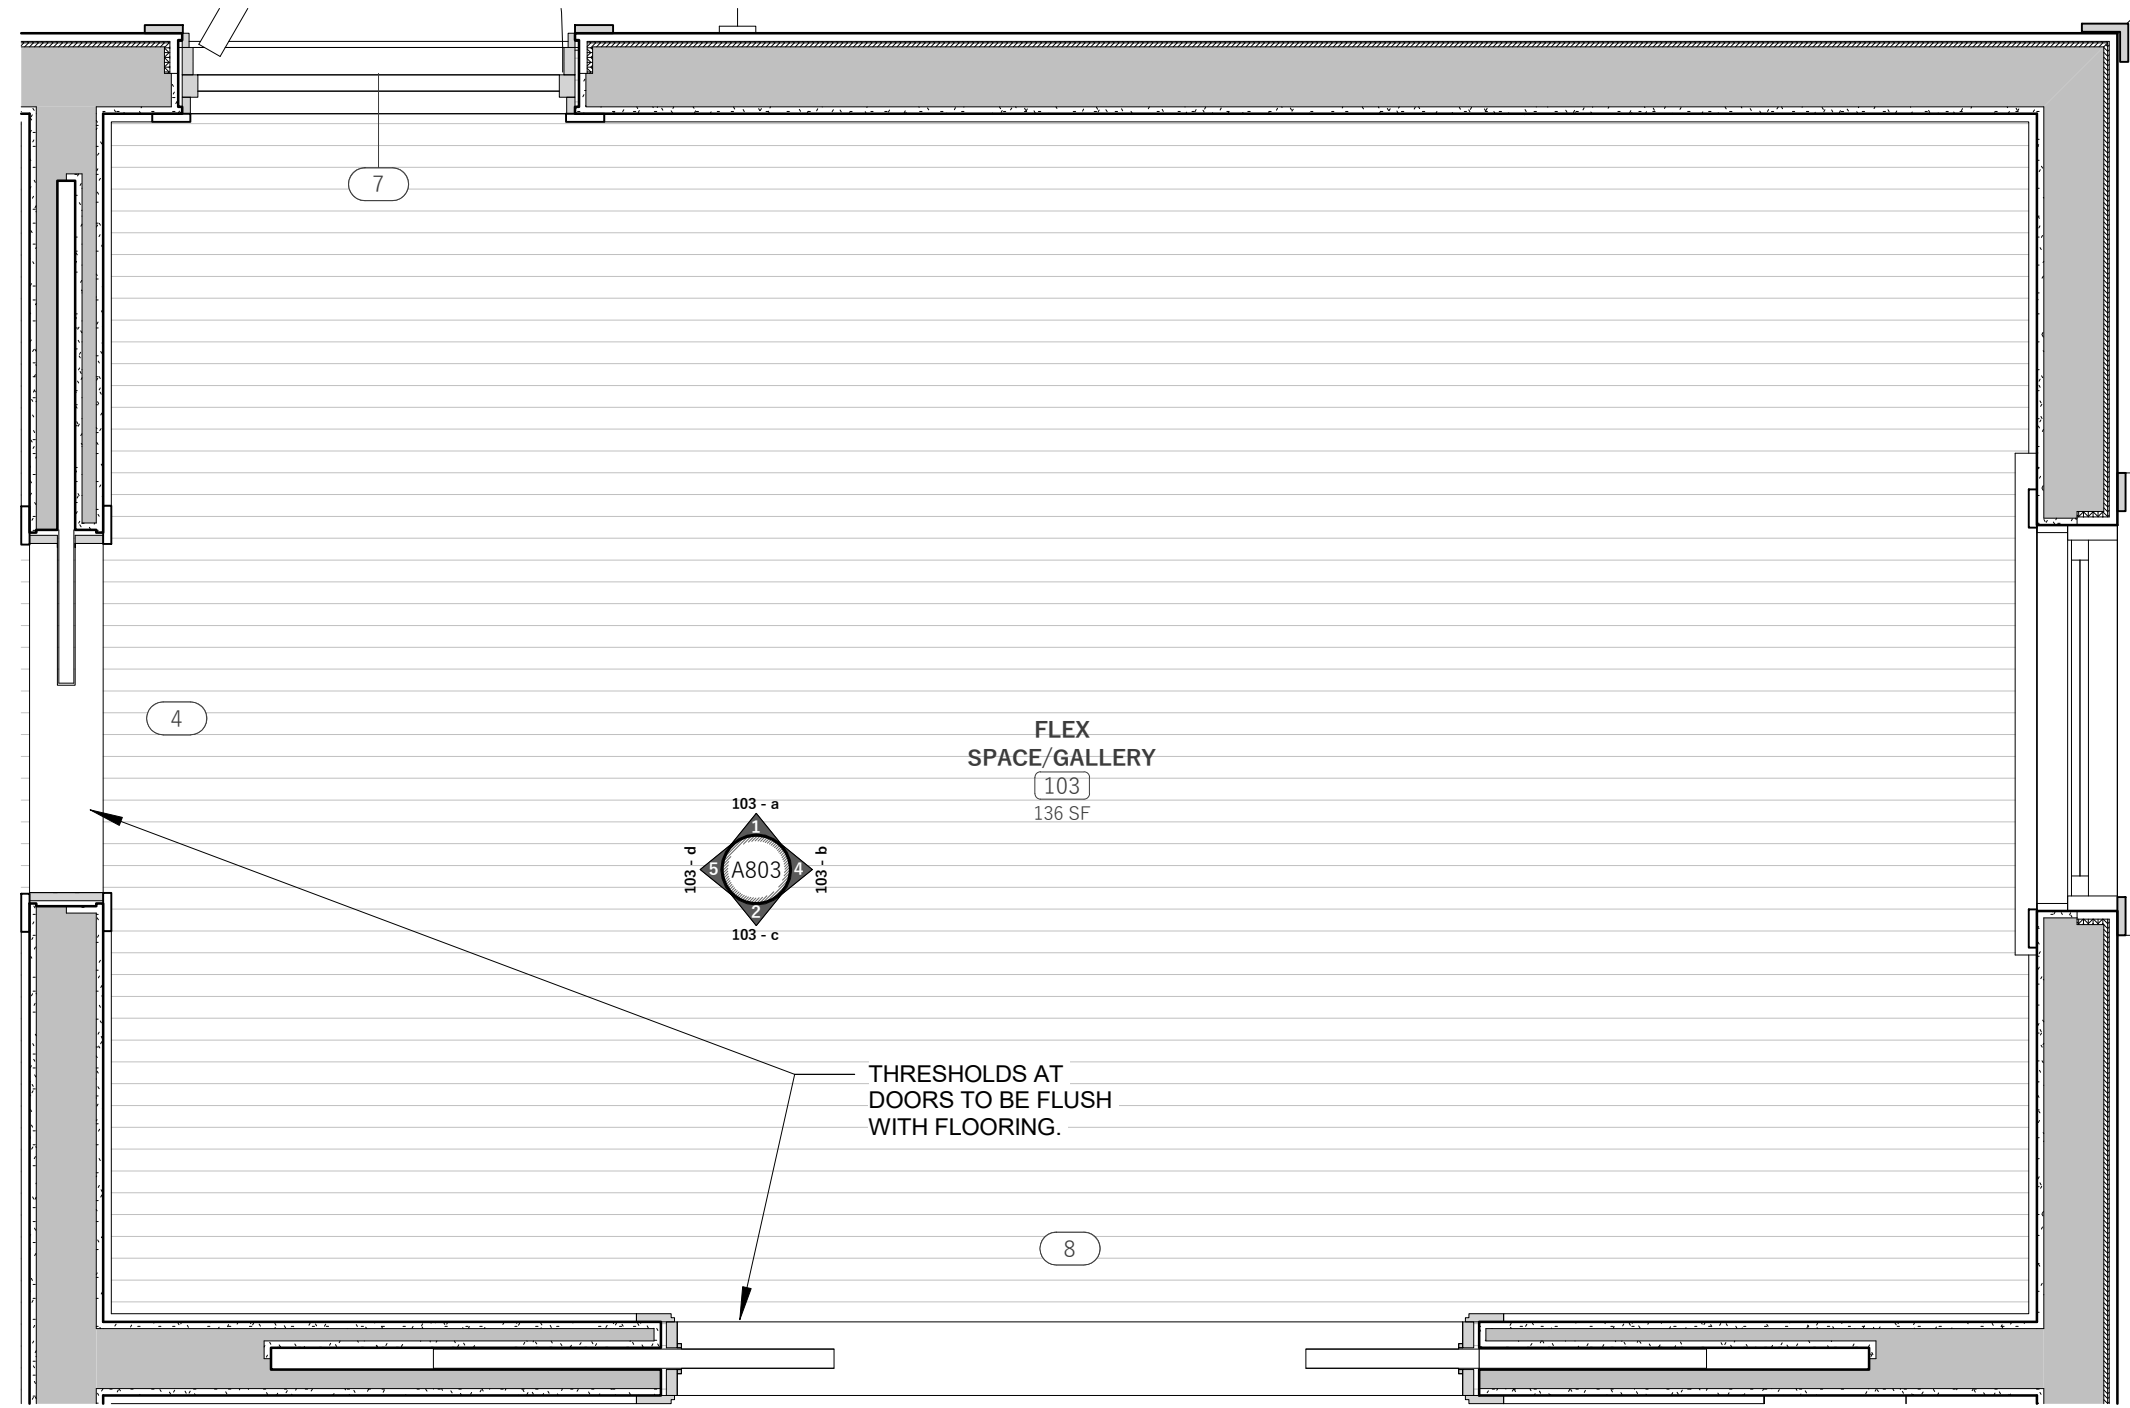 7
4
FLEX
SPACE/GALLERY
103
136 SF
103 - a
1
103 - d
5
A803
4
103 - b
2
103 - c
THRESHOLDS AT
DOORS TO BE FLUSH
WITH FLOORING.
8